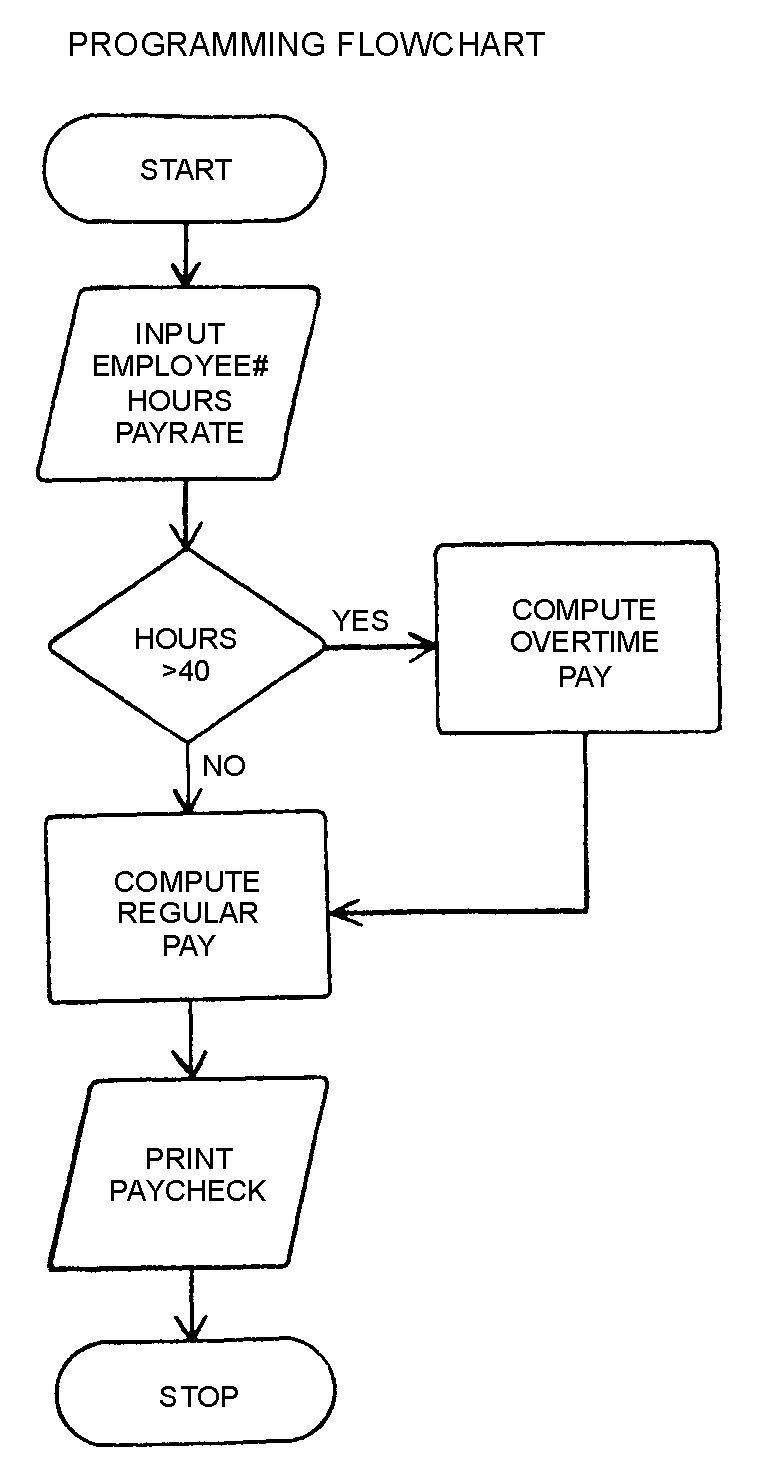 PROGRAMMING FLOWCHART
START
INPUT
EMPLOYEE#
HOURS
PAYRATE
HOURS
>40
YES
COMPUTE
OVERTIME
PAY
NO
COMPUTE
REGULAR
PAY
PRINT
PAYCHECK
STOP